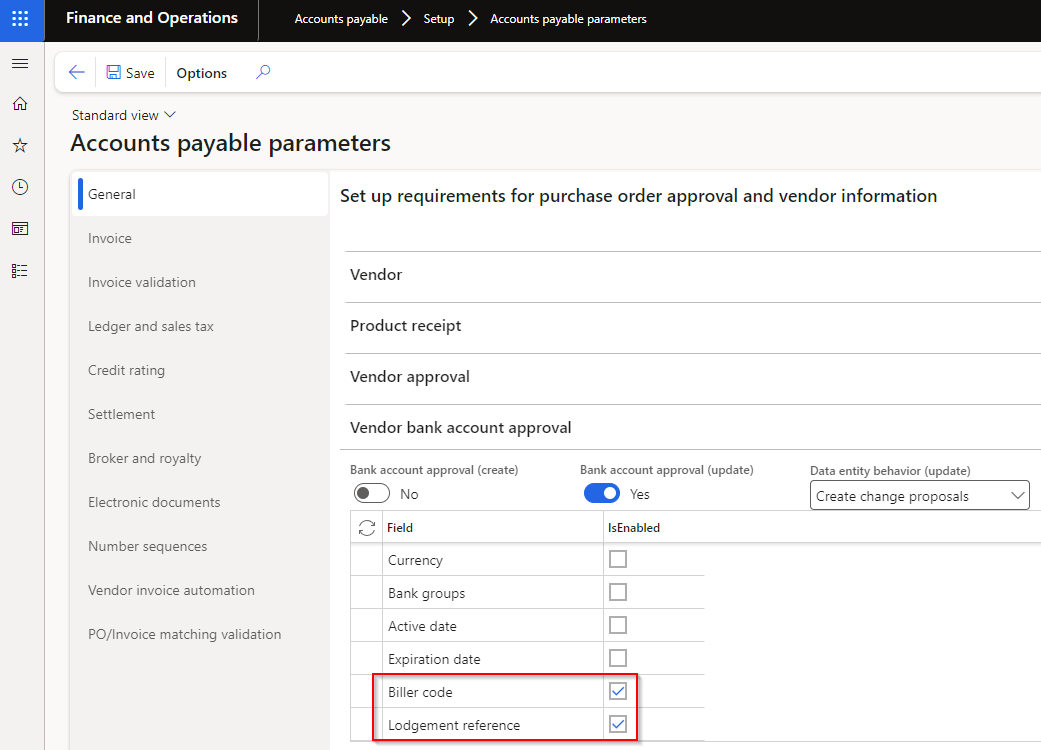 Finance and Operations
Accounts payable > Setup > Accounts payable parameters
Save Options
Standard view
Accounts payable parameters
General
Invoice
Invoice validation
Ledger and sales tax
Credit rating
Settlement
Broker and royalty
Electronic documents
Number sequences
Vendor invoice automation
PO/Invoice matching validation
Set up requirements for purchase order approval and vendor information
Vendor
Product receipt
Vendor approval
Vendor bank account approval
Bank account approval (create) Bank account approval (update) Data entity behavior (update)
No Yes Create change proposals
Field IsEnabled
Currency
Bank groups
Active date
Expiration date
Biller code
Lodgement reference